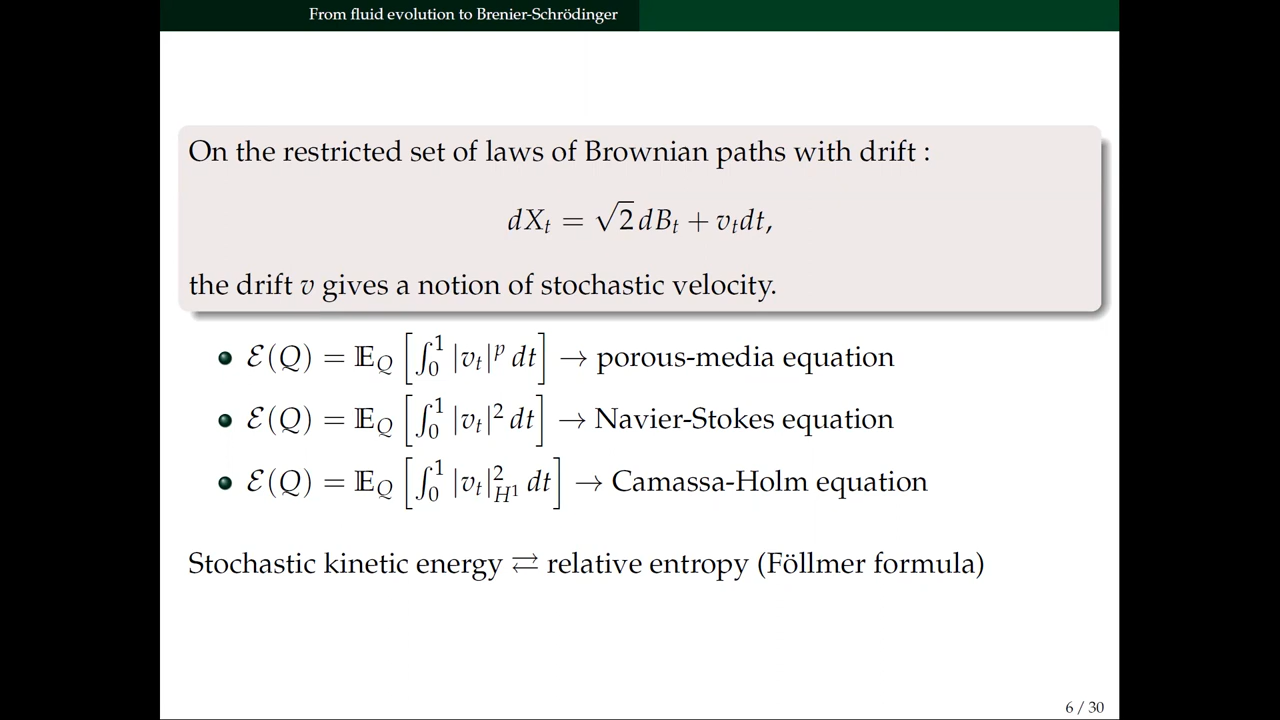 From fluid evolution to Brenier-Schrödinger
On the restricted set of laws of Brownian paths with drift :
dX_t = √2 dB_t + v_t dt,
the drift v gives a notion of stochastic velocity.
ℰ(Q) = 𝔼_Q [∫_0^1 |v_t|^p dt] → porous-media equation
ℰ(Q) = 𝔼_Q [∫_0^1 |v_t|^2 dt] → Navier-Stokes equation
ℰ(Q) = 𝔼_Q [∫_0^1 |v_t|^2_{H^1} dt] → Camassa-Holm equation
Stochastic kinetic energy ⇄ relative entropy (Föllmer formula)
6 / 30